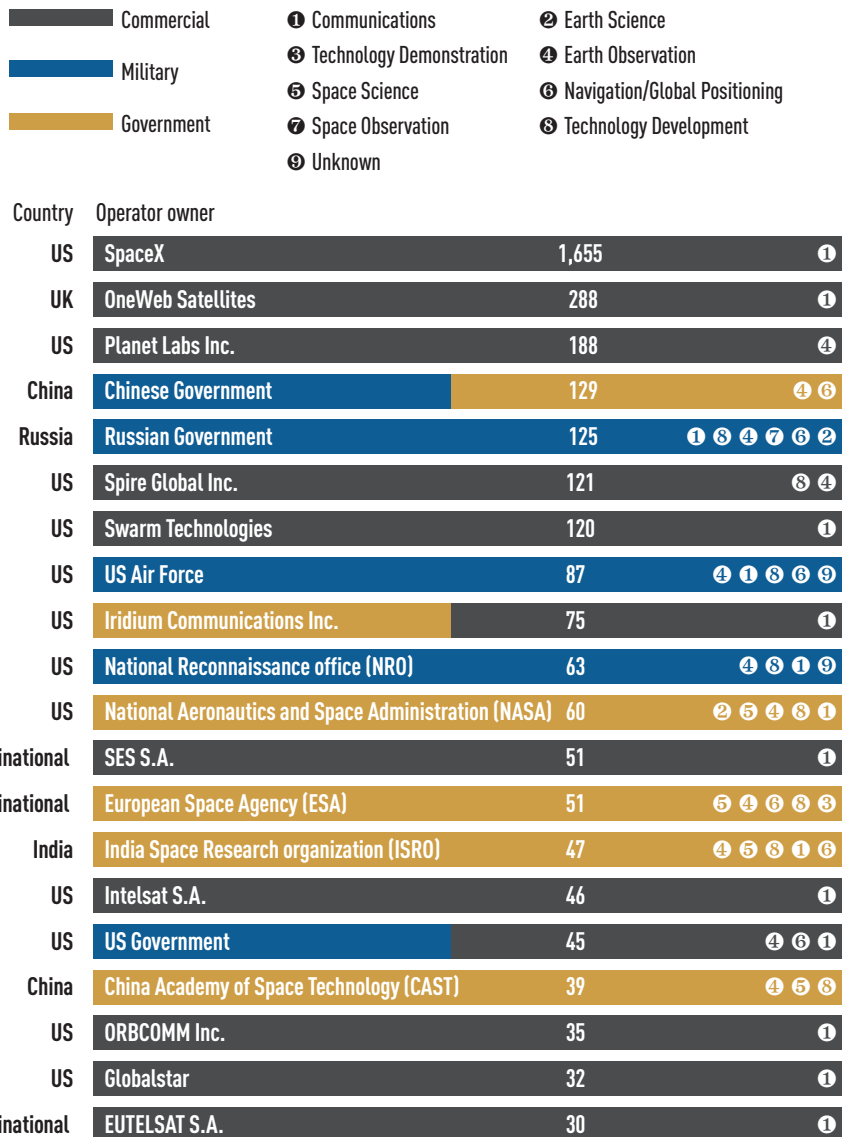 Commercial ❶ Communications ❷ Earth Science
❸ Technology Demonstration ❹ Earth Observation
Military
❺ Space Science ❻ Navigation/Global Positioning
Government ❼ Space Observation ❽ Technology Development
❾ Unknown
Country Operator owner
US SpaceX 1,655 ❶
UK OneWeb Satellites 288 ❶
US Planet Labs Inc. 188 ❹
China Chinese Government 129 ❹ ❻
Russia Russian Government 125 ❶ ❽ ❹ ❼ ❻ ❷
US Spire Global Inc. 121 ❽ ❹
US Swarm Technologies 120 ❶
US US Air Force 87 ❹ ❶ ❽ ❻ ❾
US Iridium Communications Inc. 75 ❶
US National Reconnaissance office (NRO) 63 ❹ ❽ ❶ ❾
US National Aeronautics and Space Administration (NASA) 60 ❷ ❺ ❹ ❽ ❶
inational SES S.A. 51 ❶
inational European Space Agency (ESA) 51 ❺ ❹ ❻ ❽ ❸
India India Space Research organization (ISRO) 47 ❹ ❺ ❽ ❶ ❻
US Intelsat S.A. 46 ❶
US US Government 45 ❹ ❻ ❶
China China Academy of Space Technology (CAST) 39 ❹ ❺ ❽
US ORBCOMM Inc. 35 ❶
US Globalstar 32 ❶
inational EUTELSAT S.A. 30 ❶